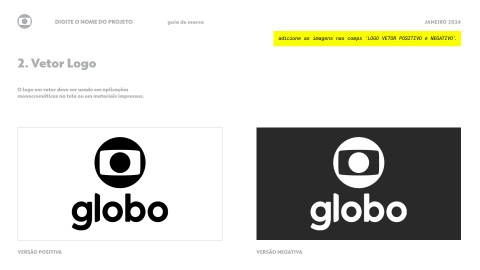 DIGITE O NOME DO PROJETO
guia de marca
JANEIRO 2024
adicione as imagens nas comps 'LOGO VETOR POSITIVO e NEGATIVO'.
2. Vetor Logo
O logo em vetor deve ser usado em aplicações
monocromáticas na tela ou em materiais impressos.
globo
globo
VERSÃO POSITIVA
VERSÃO NEGATIVA